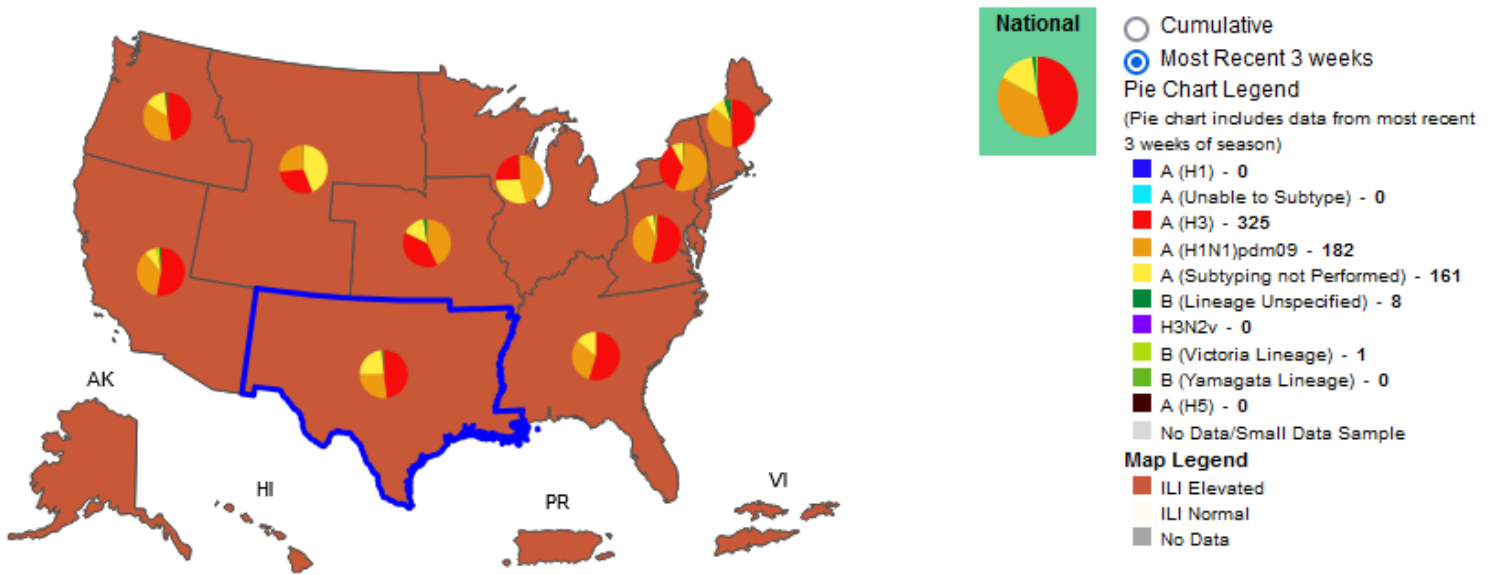 National
Cumulative
Most Recent 3 weeks
Pie Chart Legend
(Pie chart includes data from most recent
3 weeks of season)
A (H1) - 0
A (Unable to Subtype) - 0
A (H3) - 325
A (H1N1)pdm09 - 182
A (Subtyping not Performed) - 161
B (Lineage Unspecified) - 8
H3N2v - 0
B (Victoria Lineage) - 1
B (Yamagata Lineage) - 0
A (H5) - 0
No Data/Small Data Sample
Map Legend
ILI Elevated
ILI Normal
No Data
AK
HI
PR
VI